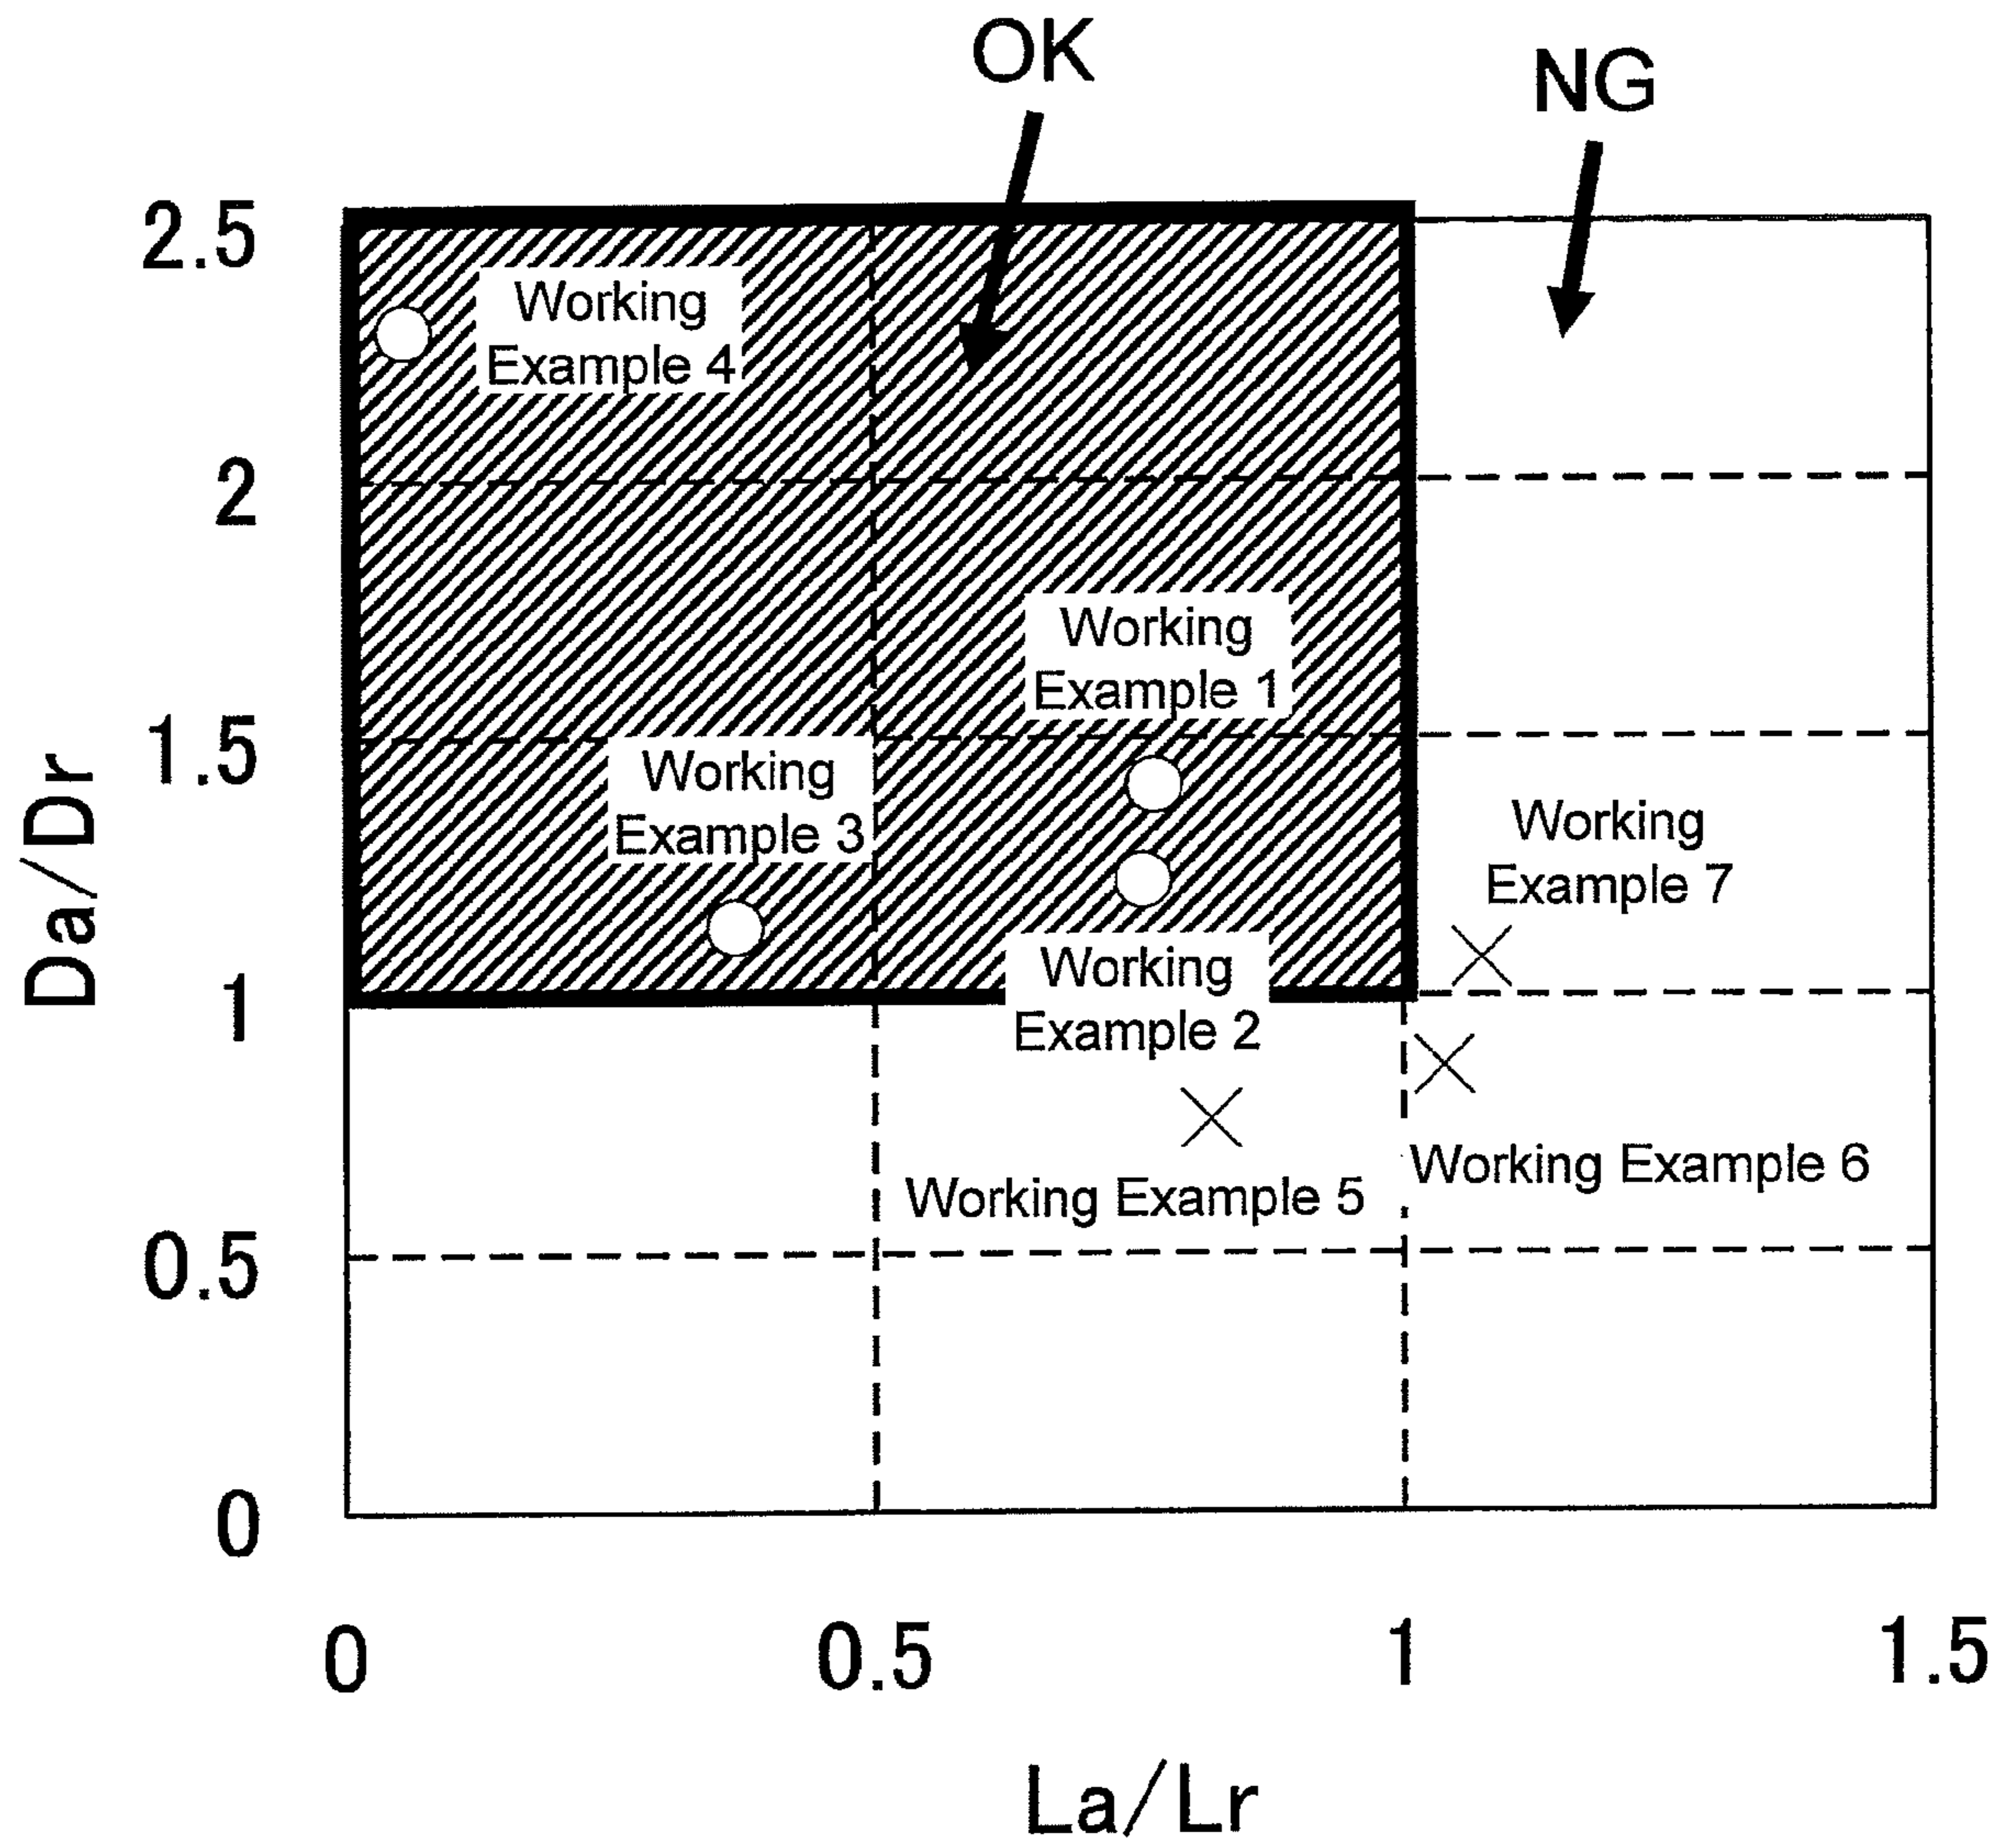 OK
NG
2.5
Working
Example 4
2
Working
Example 1
1.5
Working
Example 3
Working
Example 7
Da/Dr
1
Working
Example 2
Working Example 6
Working Example 5
0.5
0
0
0.5
1
1.5
La/Lr